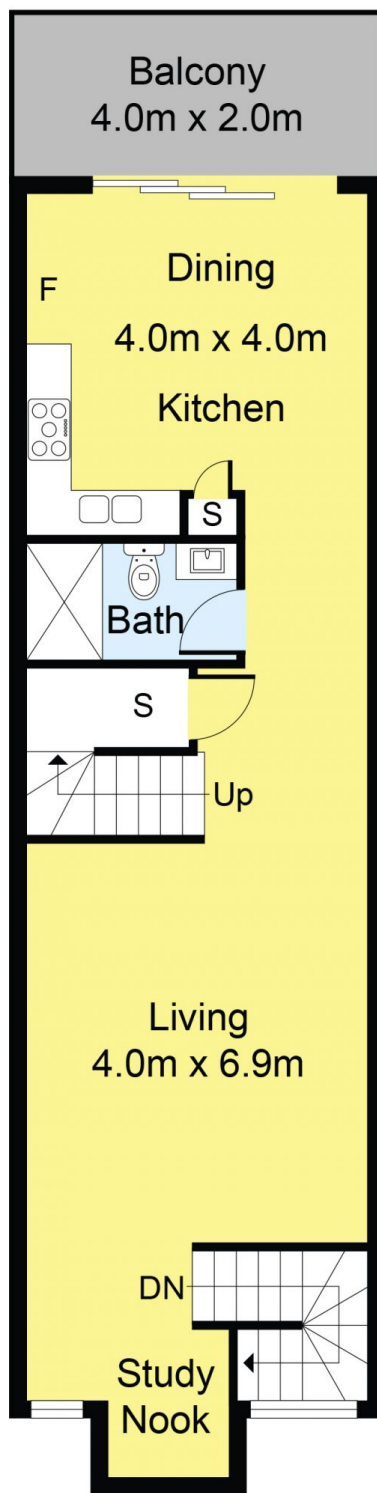 Balcony
4.0m x 2.0m
F
Dining
4.0m x 4.0m
Kitchen
S
Bath
S
Up
Living
4.0m x 6.9m
DN
Study
Nook